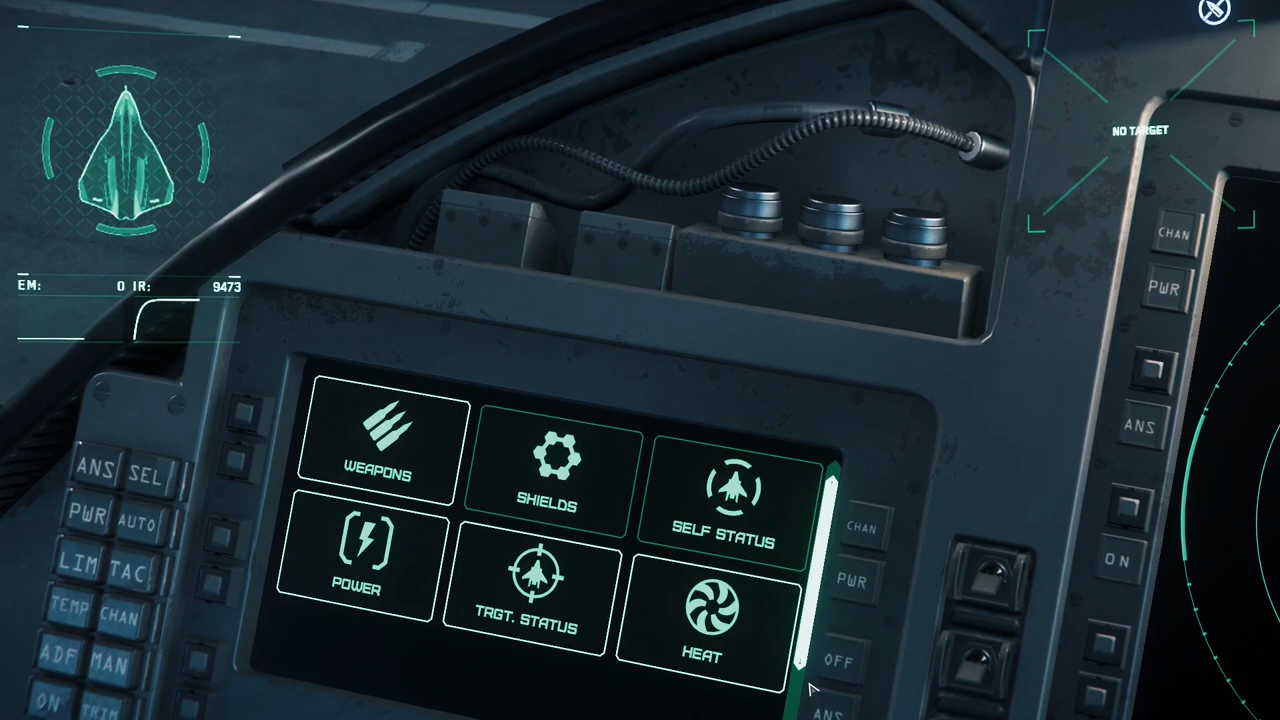 NO TARGET
EM: 0 IR: 9473
CHAN
PWR
ANS
ON
WEAPONS
SHIELDS
SELF STATUS
POWER
TRGT. STATUS
HEAT
ANS SEL
PWR AUTO
LIM TAC
TEMP CHAN
ADF MAN
ON TRIM
CHAN
PWR
OFF
ANS